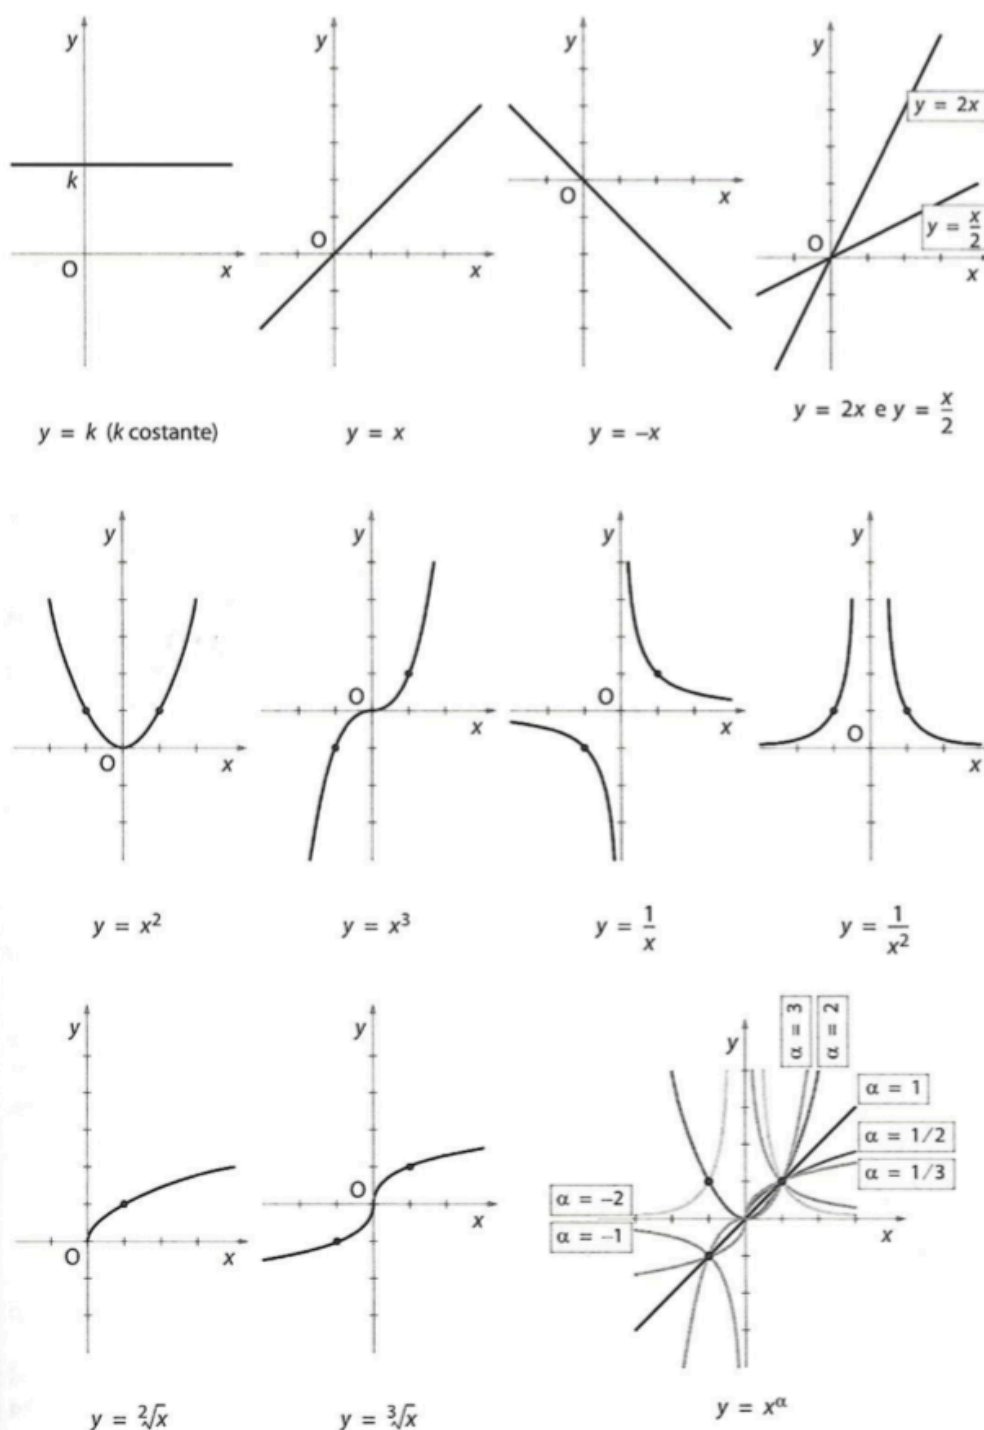 y y y y
y = 2x
k
y = x/2
O x O x O x O x
y = k (k costante) y = x y = –x y = 2x e y = x/2
y y y y
O x O x O x O x
y = x² y = x³ y = 1/x y = 1/x²
y y y α = 3 α = 2
α = 1
α = 1/2
α = 1/3
α = –2
α = –1
O x O x x
y = ²√x y = ³√x y = xᵅ